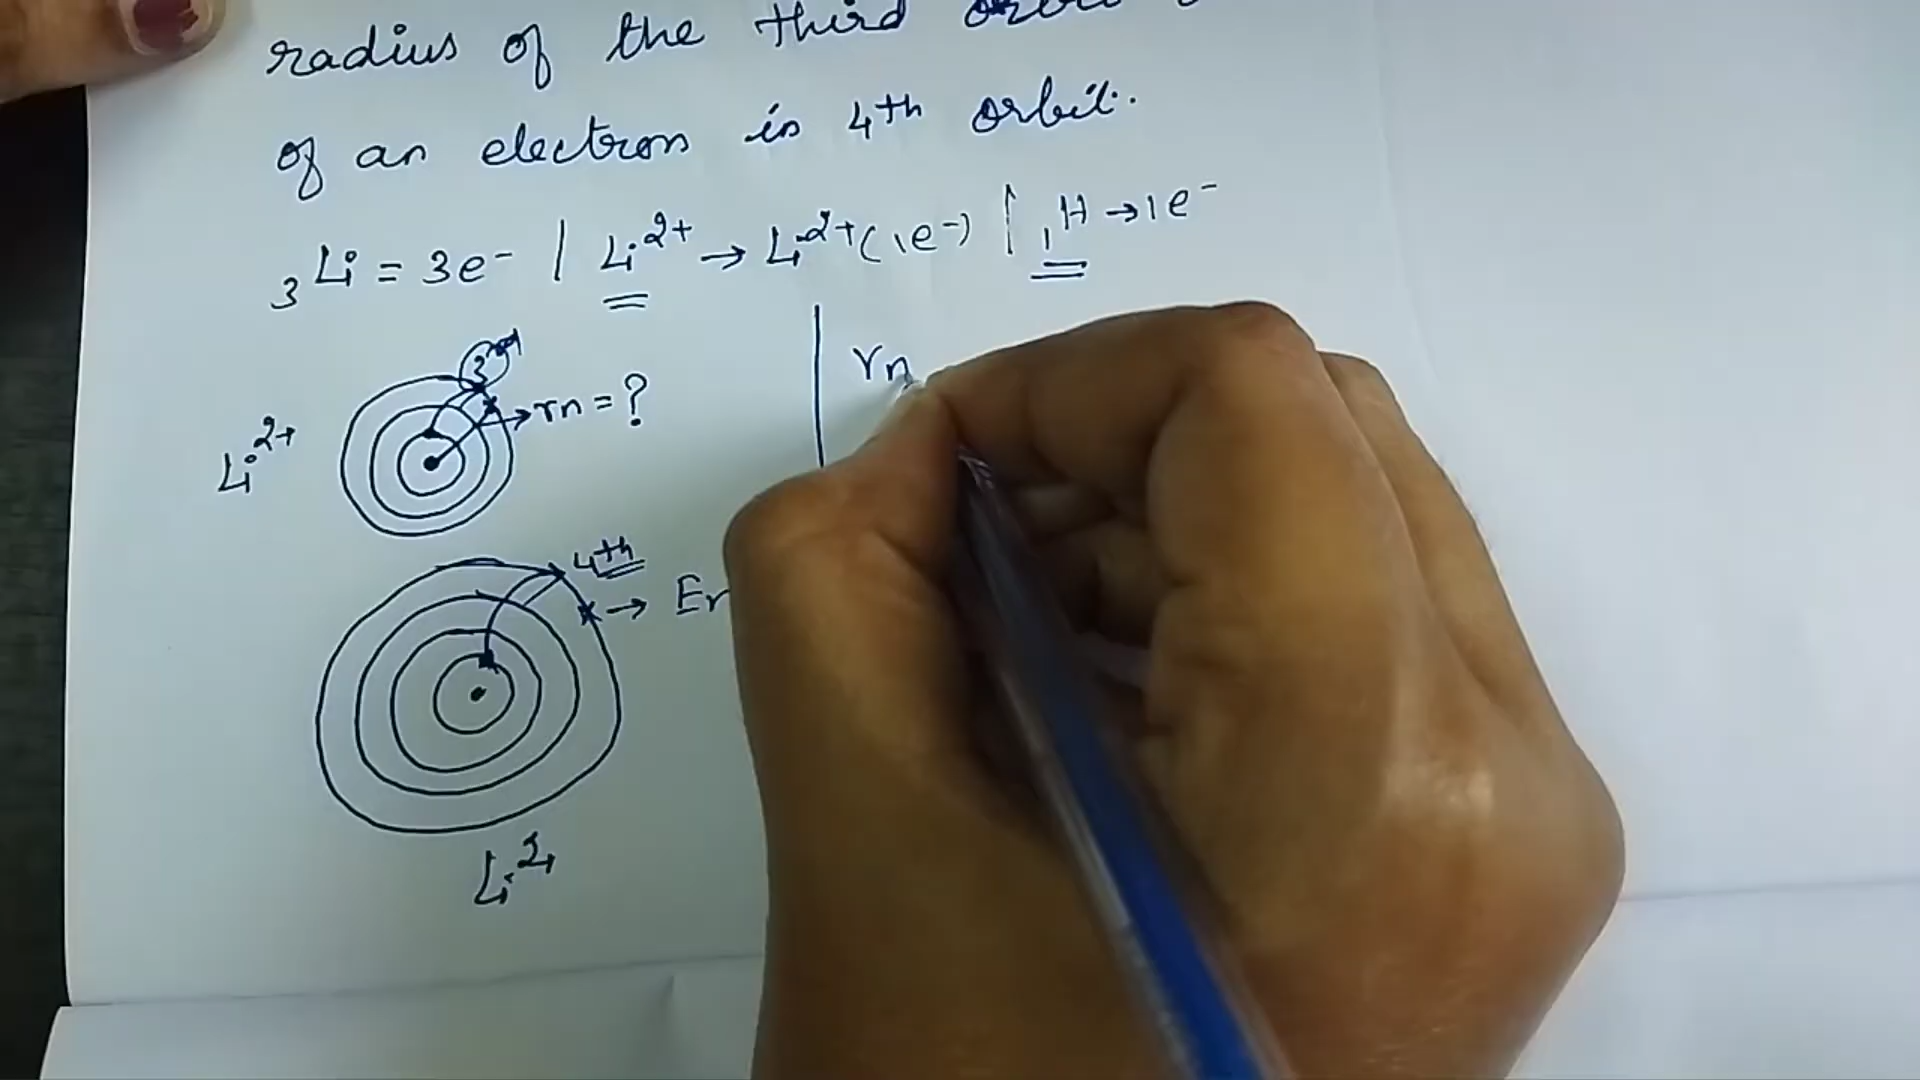 radius of the third
of an electron in 4th orbit.
3Li = 3e⁻ | Li²⁺ → Li²⁺(1e⁻) | 1H → 1e⁻
3rd
rn = ?
Li²⁺
rn
4th
En
Li²⁺